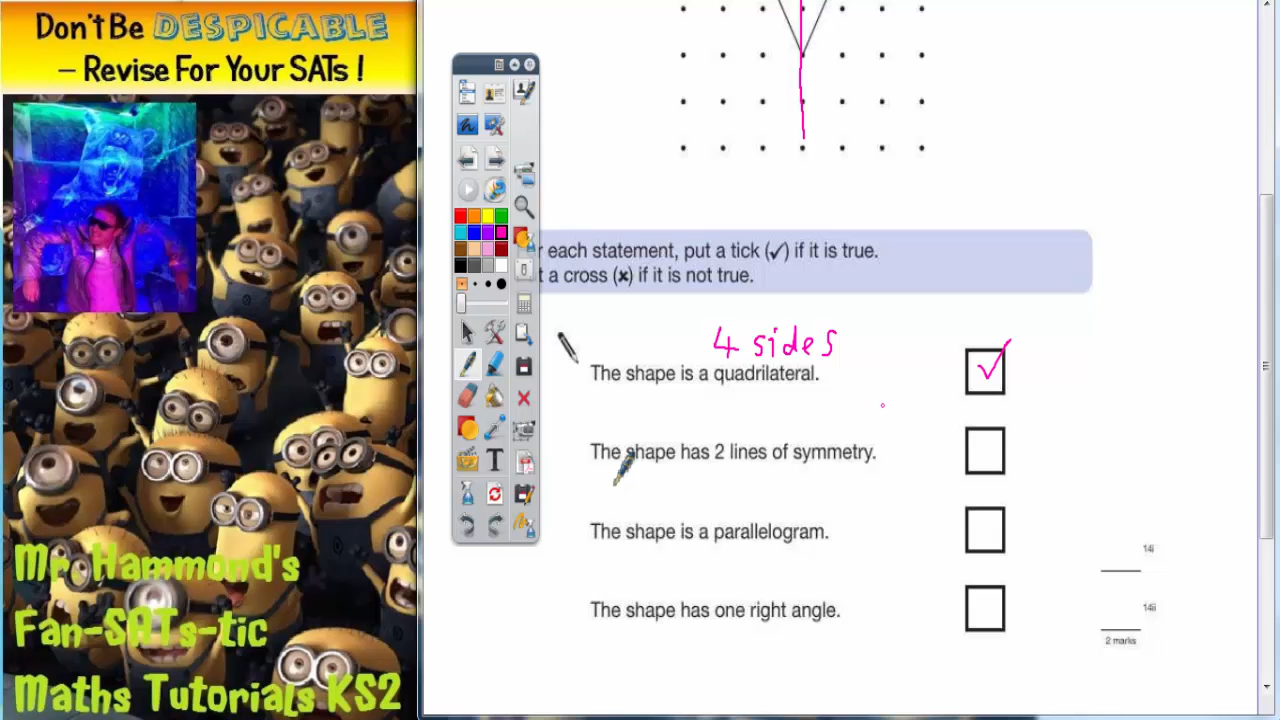 Don't Be DESPICABLE
– Revise For Your SATs !
Mr. Hammond's
Fan-SATs-tic
Maths Tutorials KS2
each statement, put a tick (✓) if it is true.
a cross (✗) if it is not true.
4 sides
The shape is a quadrilateral. ✓
The shape has 2 lines of symmetry.
The shape is a parallelogram.
14i
The shape has one right angle.
14ii
2 marks